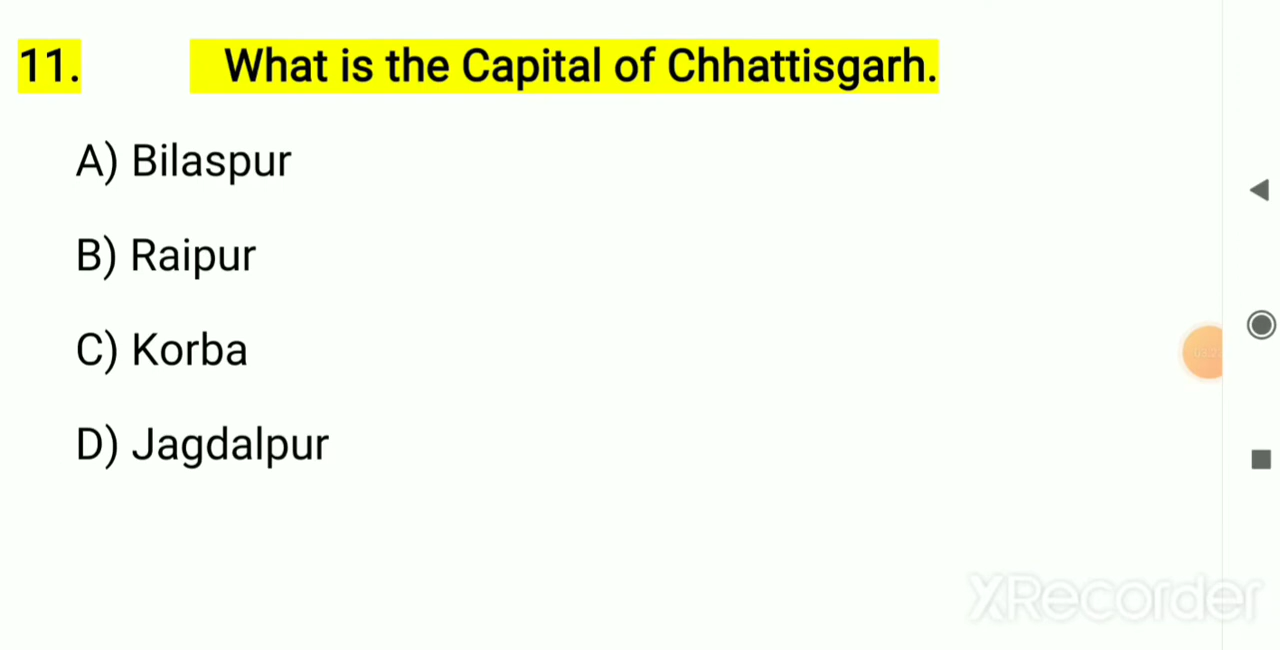 11. What is the Capital of Chhattisgarh.
A) Bilaspur
B) Raipur
C) Korba
D) Jagdalpur
XRecorder